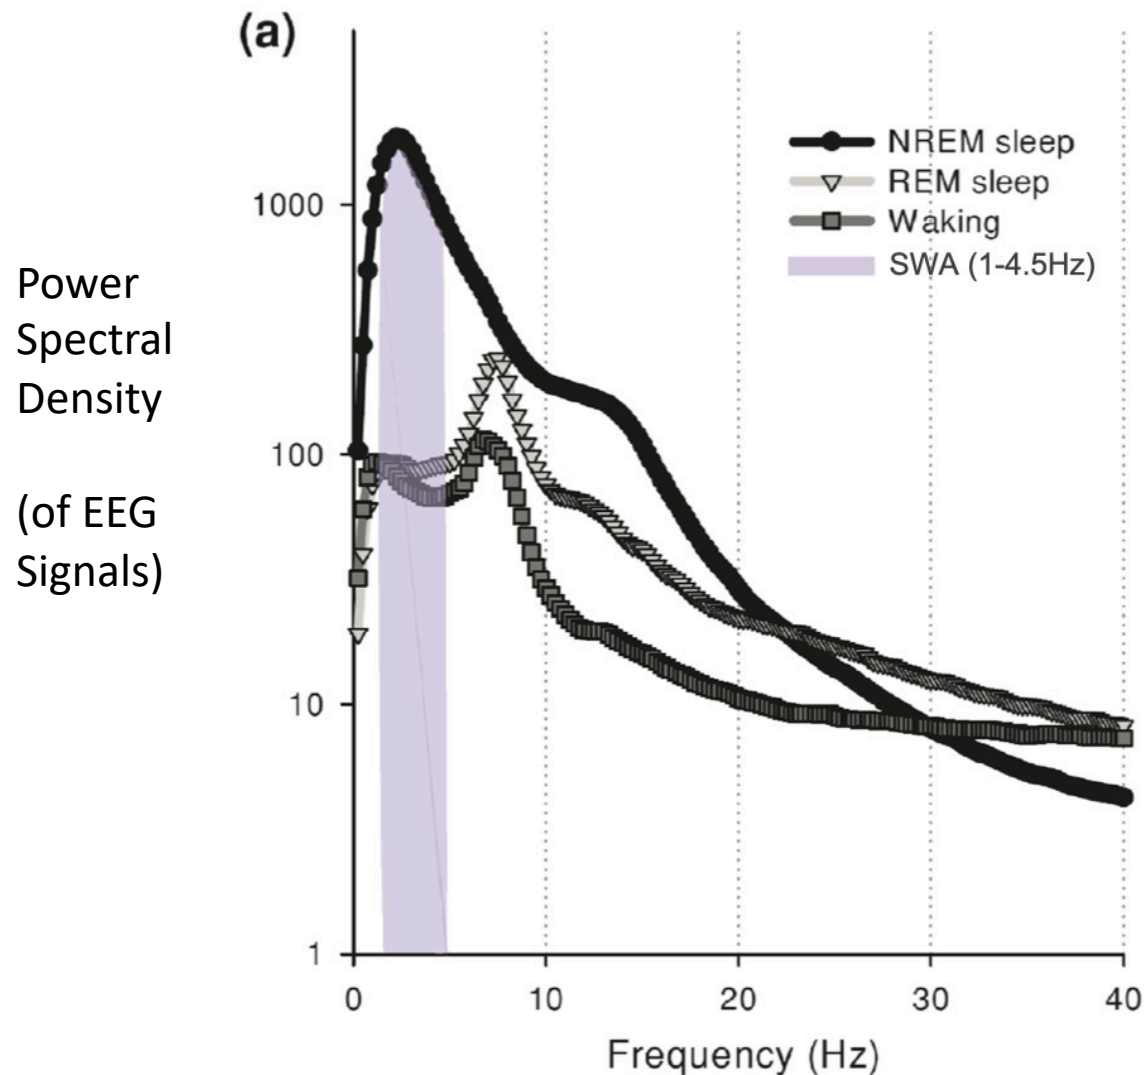 (a)
NREM sleep
REM sleep
Waking
SWA (1-4.5Hz)
Power
Spectral
Density
(of EEG
Signals)
1000
100
10
1
0 10 20 30 40
Frequency (Hz)